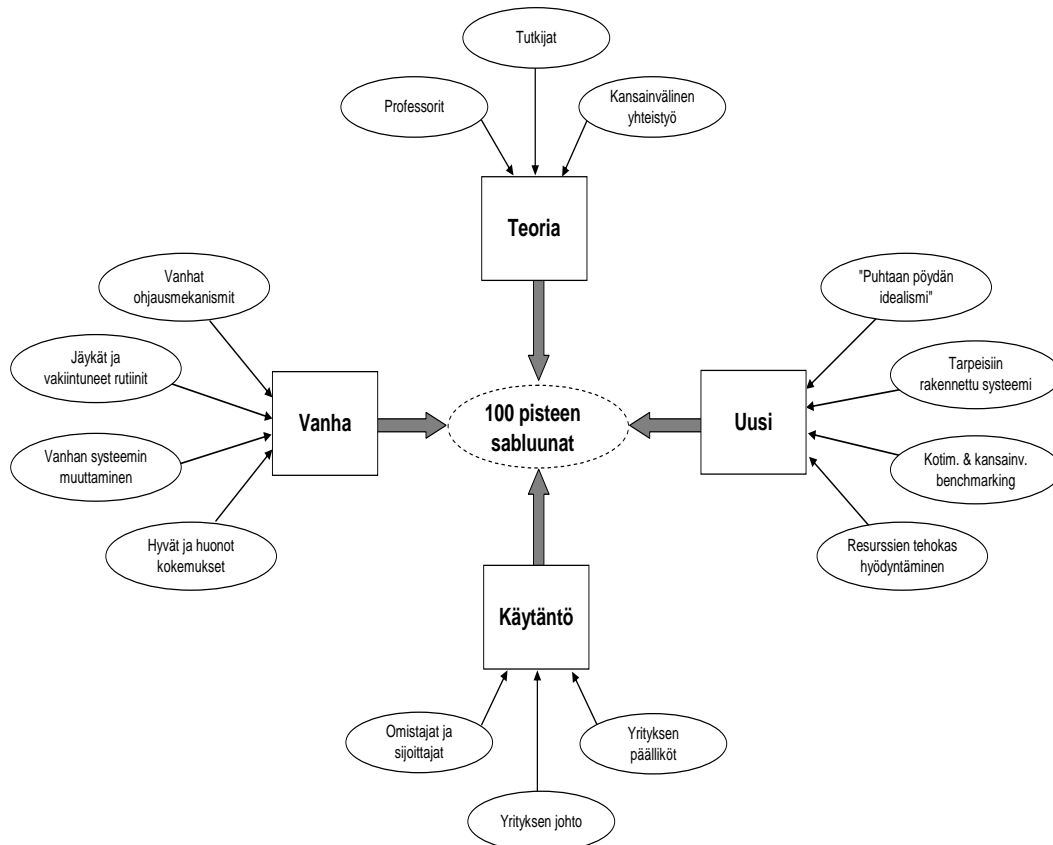 Tutkijat
Professorit
Kansainvälinen
yhteistyö
Teoria
Vanhat
ohjausmekanismit
Jäykät ja
vakiintuneet rutiinit
Vanhan systeemin
muuttaminen
Hyvät ja huonot
kokemukset
Vanha
100 pisteen
sabluunat
Uusi
"Puhtaan pöydän
idealismi"
Tarpeisiin
rakennettu systeemi
Kotim. & kansainv.
benchmarking
Resurssien tehokas
hyödyntäminen
Käytäntö
Omistajat ja
sijoittajat
Yrityksen
päälliköt
Yrityksen johto